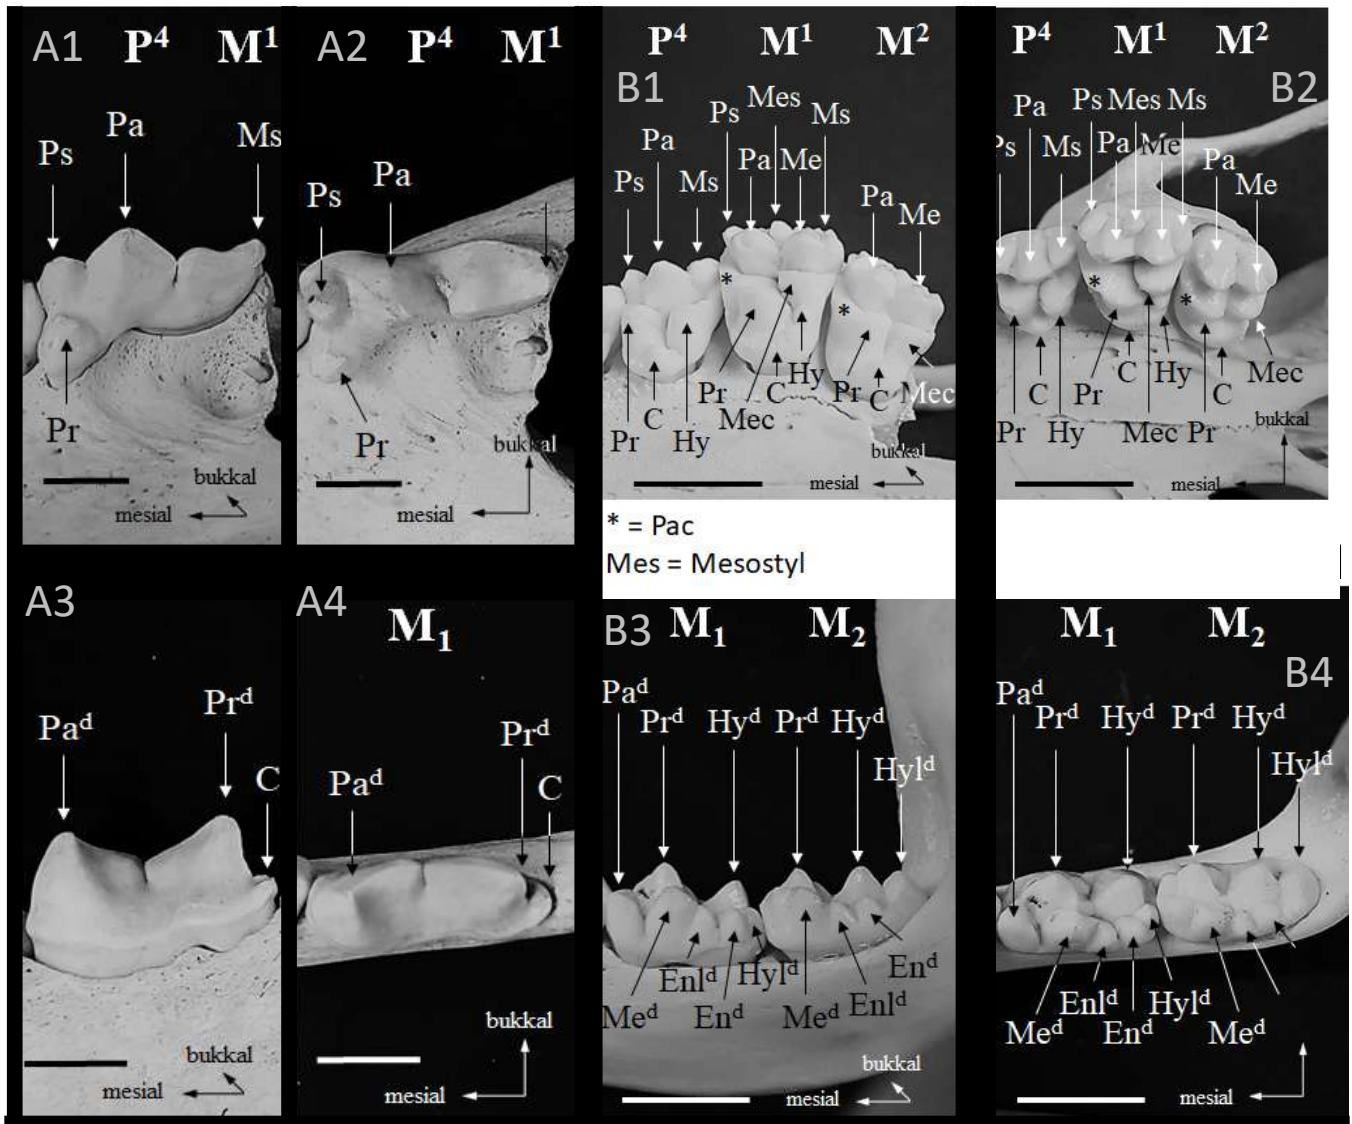 A1 P⁴ M¹
Pa
Ps Ms
Pr
bukkal
mesial
A2 P⁴ M¹
Pa
Ps
Pr
bukkal
mesial
P⁴ M¹ M²
B1
Mes
Ps Ms
Pa
Pa Me
Ps Ms
Pa
Me
* *
Hy
Pr C Pr C Mec
C Mec
Pr Hy
bukkal
mesial
P⁴ M¹ M²
B2
Pa Ps Mes Ms
Ps Ms Pa Me Pa
Me
* *
C Hy Mec
C Pr C
Pr Hy Mec Pr
bukkal
mesial
* = Pac
Mes = Mesostyl
A3
Prᵈ
Paᵈ
C
bukkal
mesial
A4
M₁
Prᵈ
Paᵈ C
bukkal
mesial
B3 M₁ M₂
Paᵈ
Prᵈ Hyᵈ Prᵈ Hyᵈ
Hylᵈ
Enᵈ
Enlᵈ Hylᵈ
Meᵈ Enᵈ Meᵈ Enlᵈ
bukkal
mesial
M₁ M₂
B4
Paᵈ
Prᵈ Hyᵈ Prᵈ Hyᵈ
Hylᵈ
Enlᵈ Hylᵈ
Meᵈ Enᵈ Meᵈ
mesial